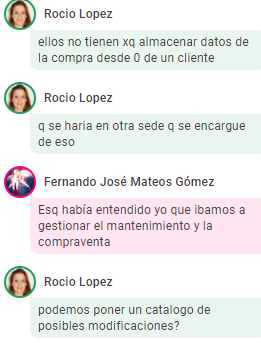 Rocio Lopez
ellos no tienen xq almacenar datos de
la compra desde 0 de un cliente
Rocio Lopez
q se haria en otra sede q se encargue
de eso
Fernando José Mateos Gómez
Esq había entendido yo que ibamos a
gestionar el mantenimiento y la
compraventa
Rocio Lopez
podemos poner un catalogo de
posibles modificaciones?